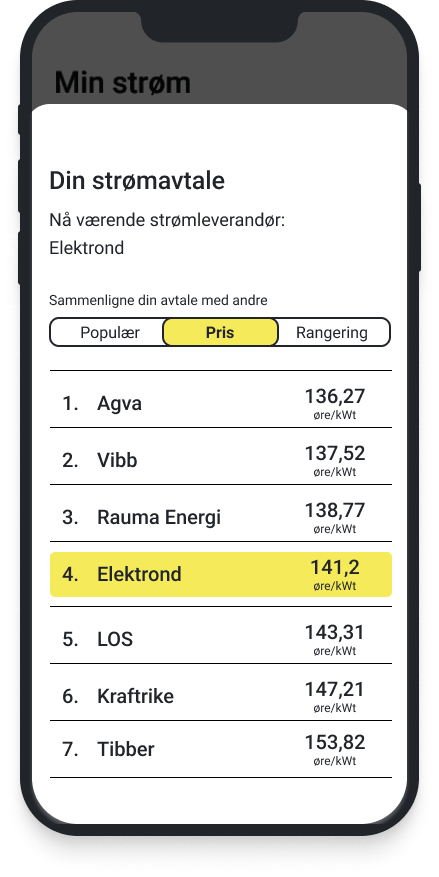 Min strøm
Din strømavtale
Nå værende strømleverandør:
Elektrond
Sammenligne din avtale med andre
Populær Pris Rangering
1. Agva 136,27
øre/kWt
2. Vibb 137,52
øre/kWt
3. Rauma Energi 138,77
øre/kWt
4. Elektrond 141,2
øre/kWt
5. LOS 143,31
øre/kWt
6. Kraftrike 147,21
øre/kWt
7. Tibber 153,82
øre/kWt